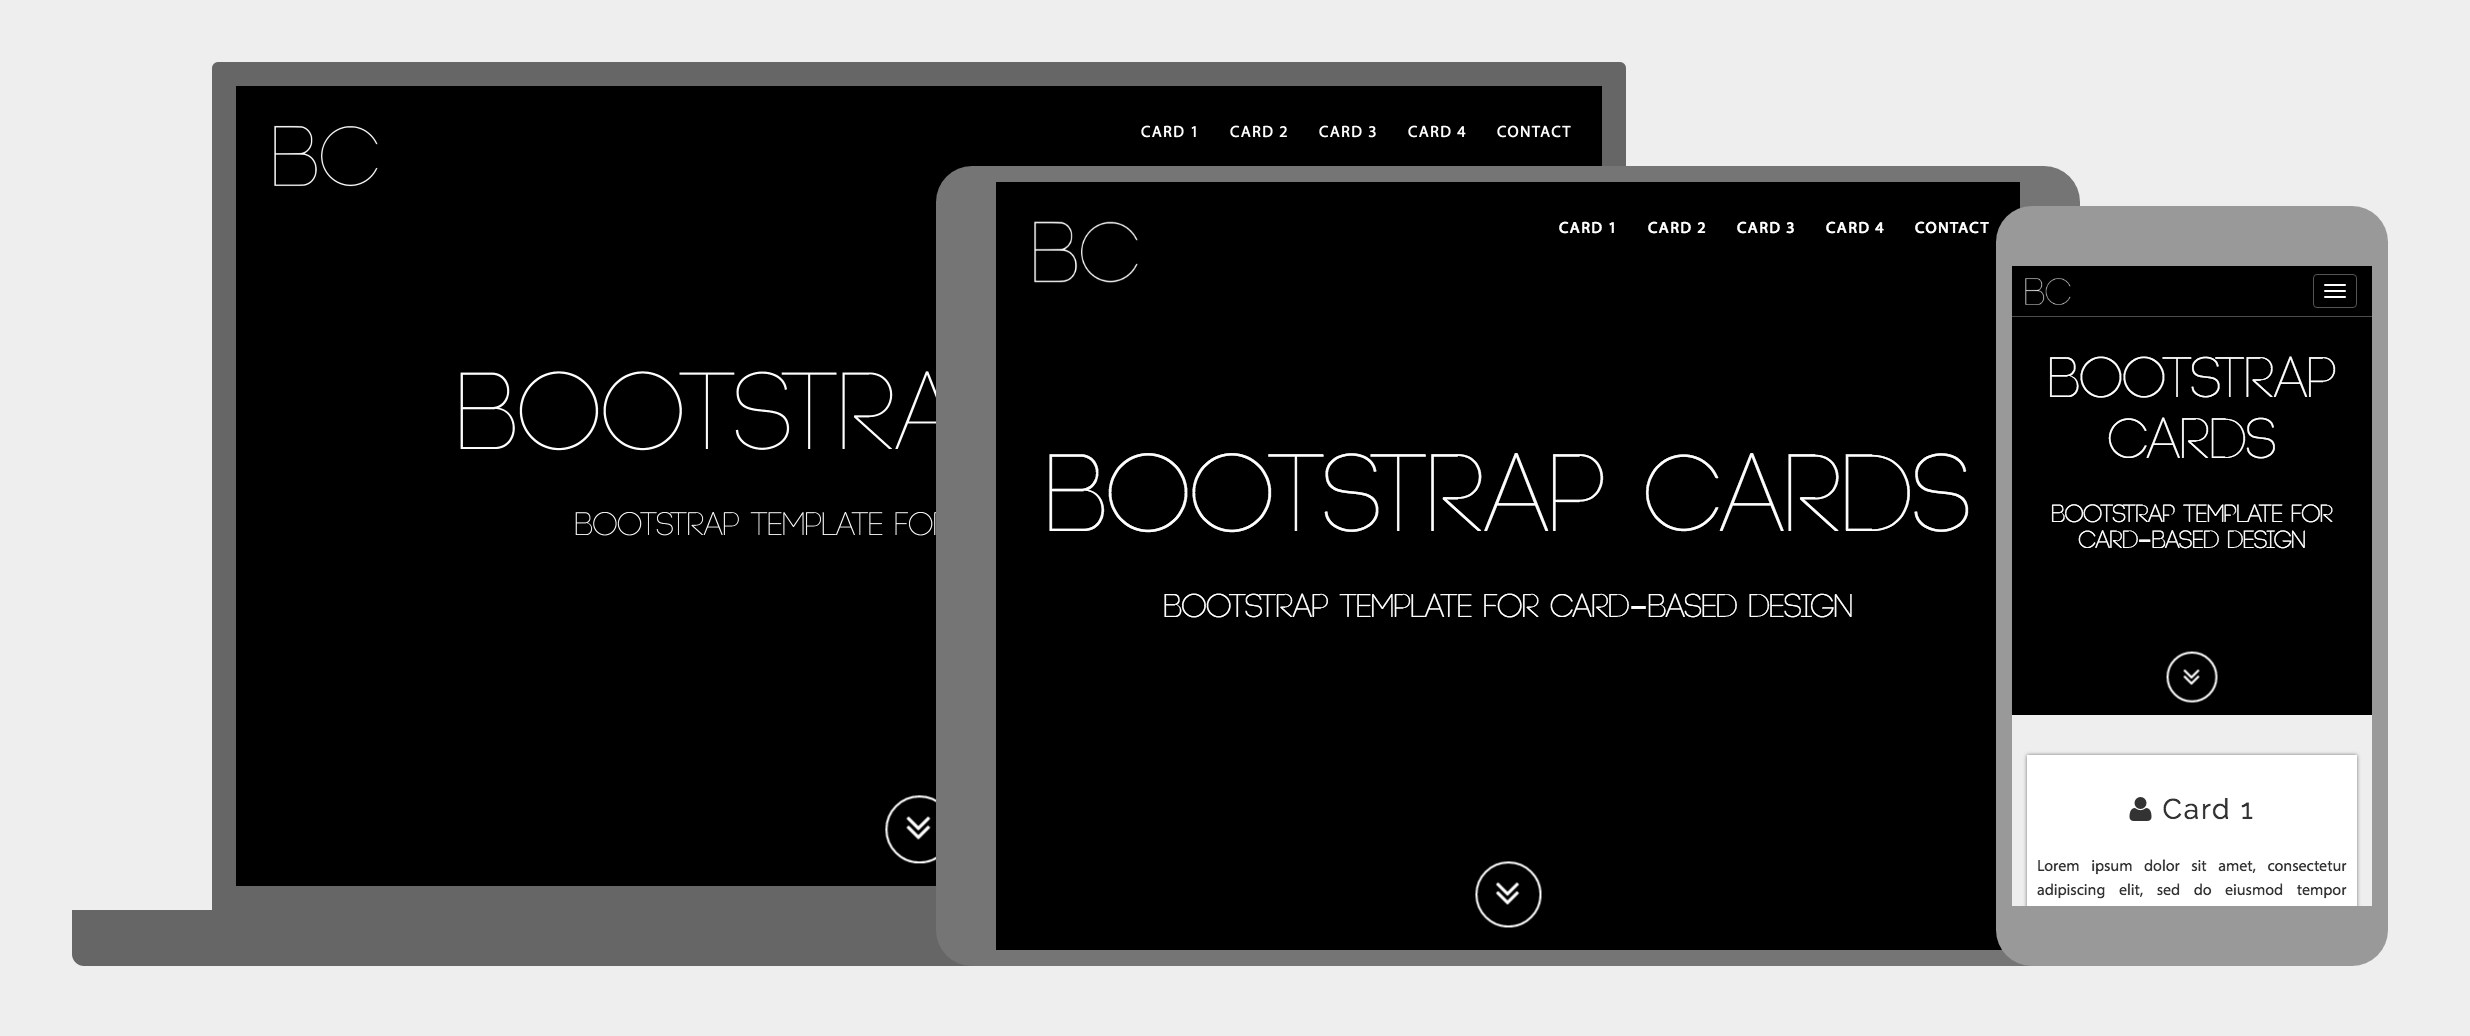 BC
CARD 1 CARD 2 CARD 3 CARD 4 CONTACT
BOOTSTRA
BOOTSTRAP TEMPLATE FO
BC
CARD 1 CARD 2 CARD 3 CARD 4 CONTACT
BOOTSTRAP CARDS
BOOTSTRAP TEMPLATE FOR CARD-BASED DESIGN
BC
BOOTSTRAP
CARDS
BOOTSTRAP TEMPLATE FOR
CARD-BASED DESIGN
Card 1
Lorem ipsum dolor sit amet, consectetur
adipiscing elit, sed do eiusmod tempor